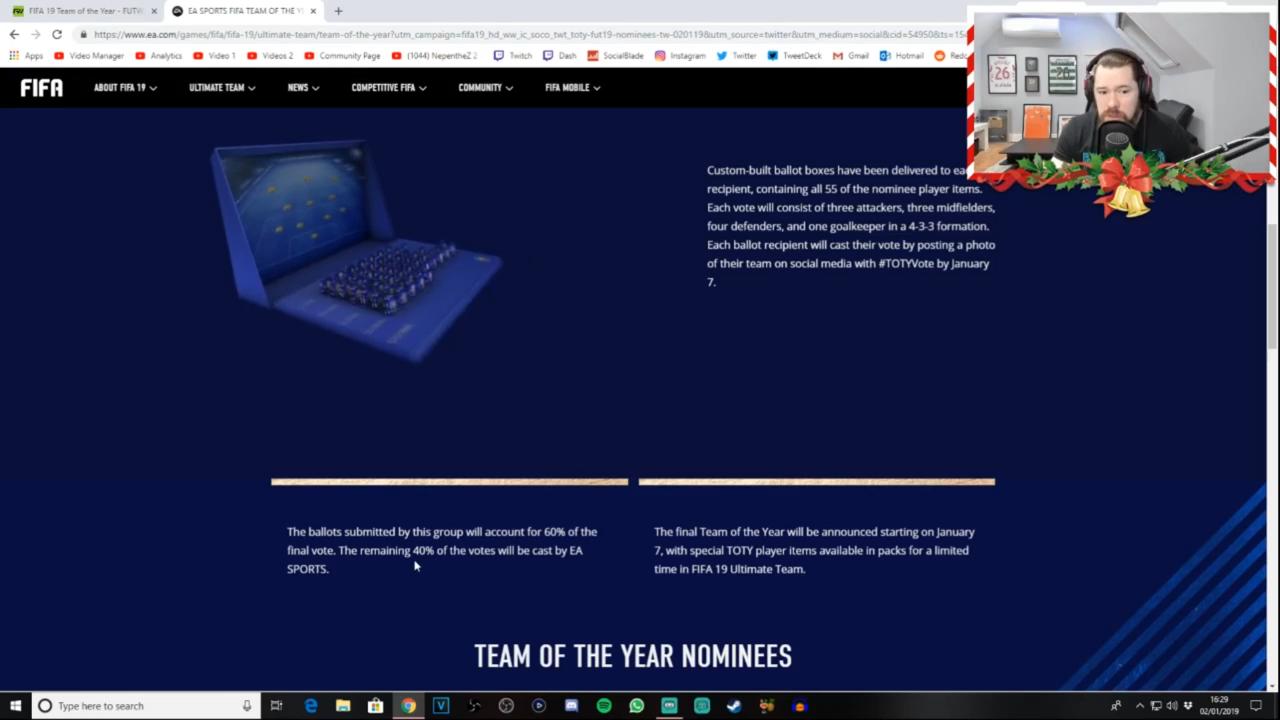 FIFA 19 Team of the Year - FUTW
EA SPORTS FIFA TEAM OF THE Y
https://www.ea.com/games/fifa/fifa-19/ultimate-team/team-of-the-year?utm_campaign=fifa19_hd_ww_ic_soco_twt_toty-fut19-nominees-tw-020119&utm_source=twitter&utm_medium=social&cid=54950&ts=15
Apps
Video Manager
Analytics
Video 1
Videos 2
Community Page
(1044) NepentheZ 2
Twitch
Dash
SocialBlade
Instagram
Twitter
TweetDeck
Gmail
Hotmail
Redd
FIFA
ABOUT FIFA 19
ULTIMATE TEAM
NEWS
COMPETITIVE FIFA
COMMUNITY
FIFA MOBILE
26
Custom-built ballot boxes have been delivered to ea
recipient, containing all 55 of the nominee player items.
Each vote will consist of three attackers, three midfielders,
four defenders, and one goalkeeper in a 4-3-3 formation.
Each ballot recipient will cast their vote by posting a photo
of their team on social media with #TOTYVote by January
7.
The ballots submitted by this group will account for 60% of the
final vote. The remaining 40% of the votes will be cast by EA
SPORTS.
The final Team of the Year will be announced starting on January
7, with special TOTY player items available in packs for a limited
time in FIFA 19 Ultimate Team.
TEAM OF THE YEAR NOMINEES
Type here to search
16:29
02/01/2019